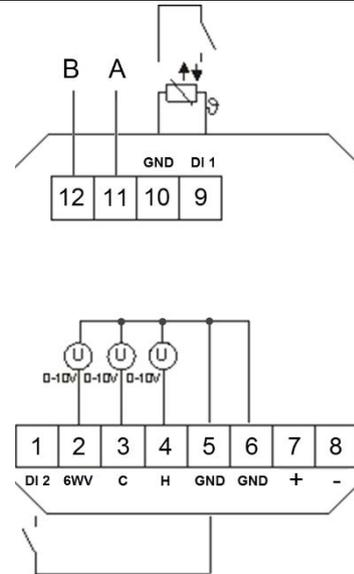 B A
GND DI 1
12 11 10 9
U U U
0-10V 0-10V 0-10V
1 2 3 4 5 6 7 8
DI 2 6WV C H GND GND + -